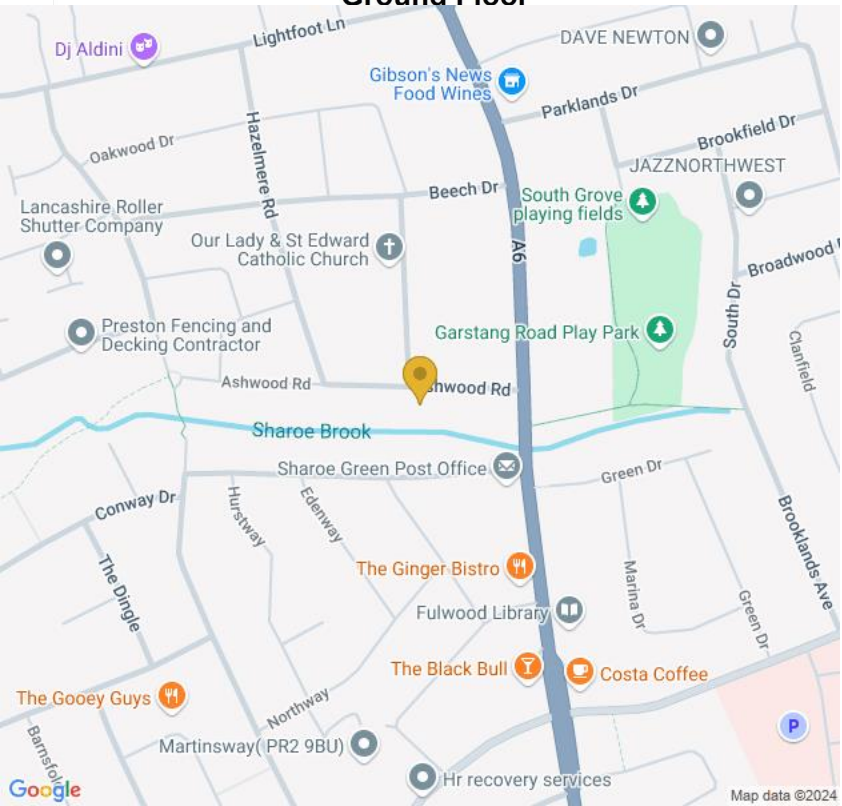 Ground Floor
Lightfoot Ln
Dj Aldini
DAVE NEWTON
Gibson's News
Food Wines
Parklands Dr
Hazelmere Rd
Oakwood Dr
Brookfield Dr
JAZZNORTHWEST
Beech Dr
South Grove
playing fields
Lancashire Roller
Shutter Company
Our Lady & St Edward
Catholic Church
A6
Broadwood
South Dr
Preston Fencing and
Decking Contractor
Garstang Road Play Park
Clanfield
Ashwood Rd
hwood Rd
Sharoe Brook
Sharoe Green Post Office
Green Dr
Conway Dr
Hurstway
Edenway
Brooklands Ave
The Dingle
The Ginger Bistro
Marina Dr
Green Dr
Fulwood Library
The Black Bull
Costa Coffee
The Gooey Guys
Northway
P
Barnsfol
Martinsway( PR2 9BU)
Hr recovery services
Google
Map data ©2024